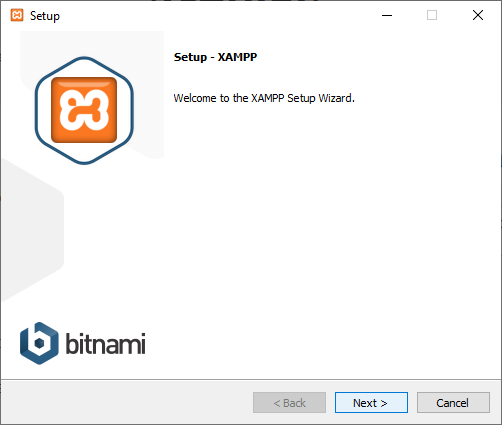 Setup
Setup - XAMPP
Welcome to the XAMPP Setup Wizard.
bitnami
< Back
Next >
Cancel